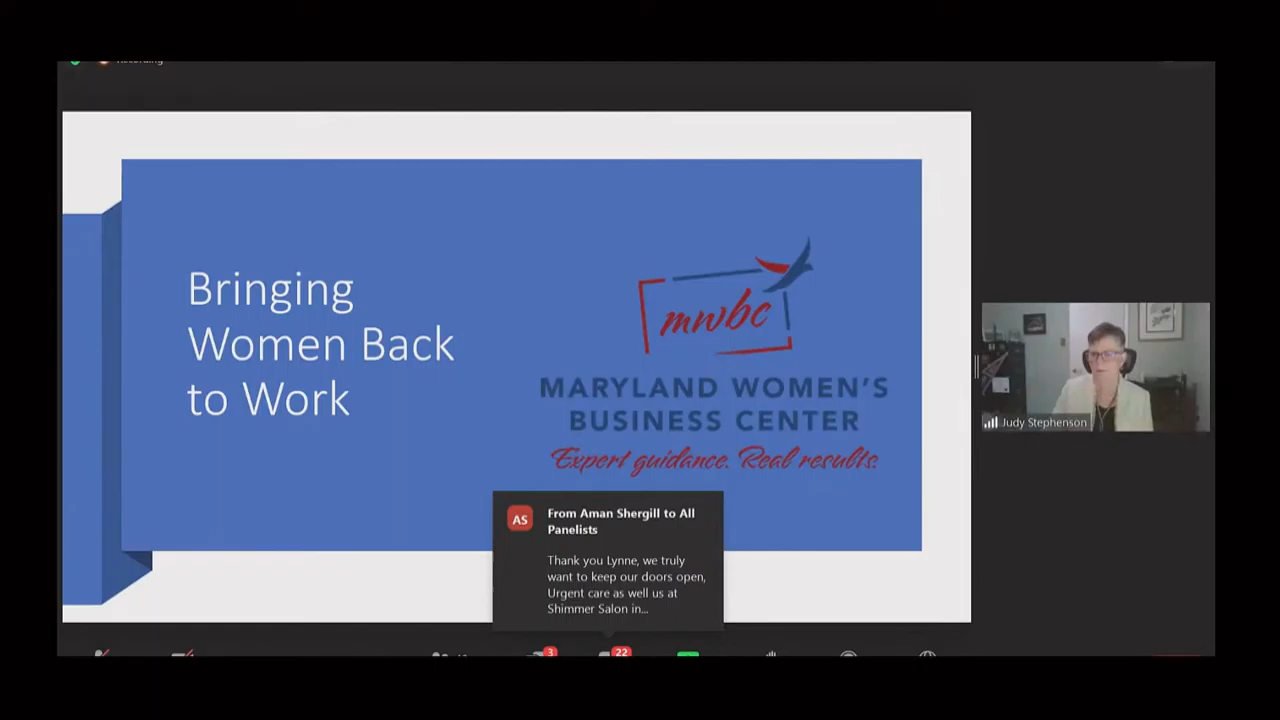 Recording
Bringing
Women Back
to Work
mwbc
MARYLAND WOMEN'S
BUSINESS CENTER
Expert guidance. Real results.
Judy Stephenson
AS
From Aman Shergill to All
Panelists
Thank you Lynne, we truly
want to keep our doors open,
Urgent care as well us at
Shimmer Salon in...
3
22